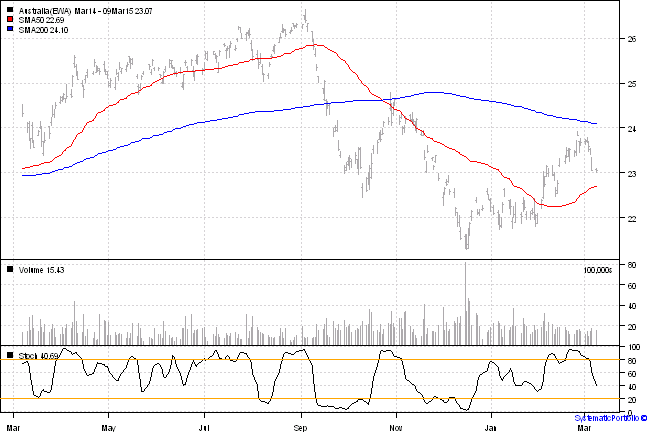 Australia(EWA) Mar14 - 09Mar15 23.07
SMA50 22.69
SMA200 24.10
26
25
24
23
22
Volume 15.43
100,000s
80
60
40
20
Stoch 40.69
100
80
60
40
20
0
Mar May Jul Sep Nov Jan Mar
SystematicPortfolio ©